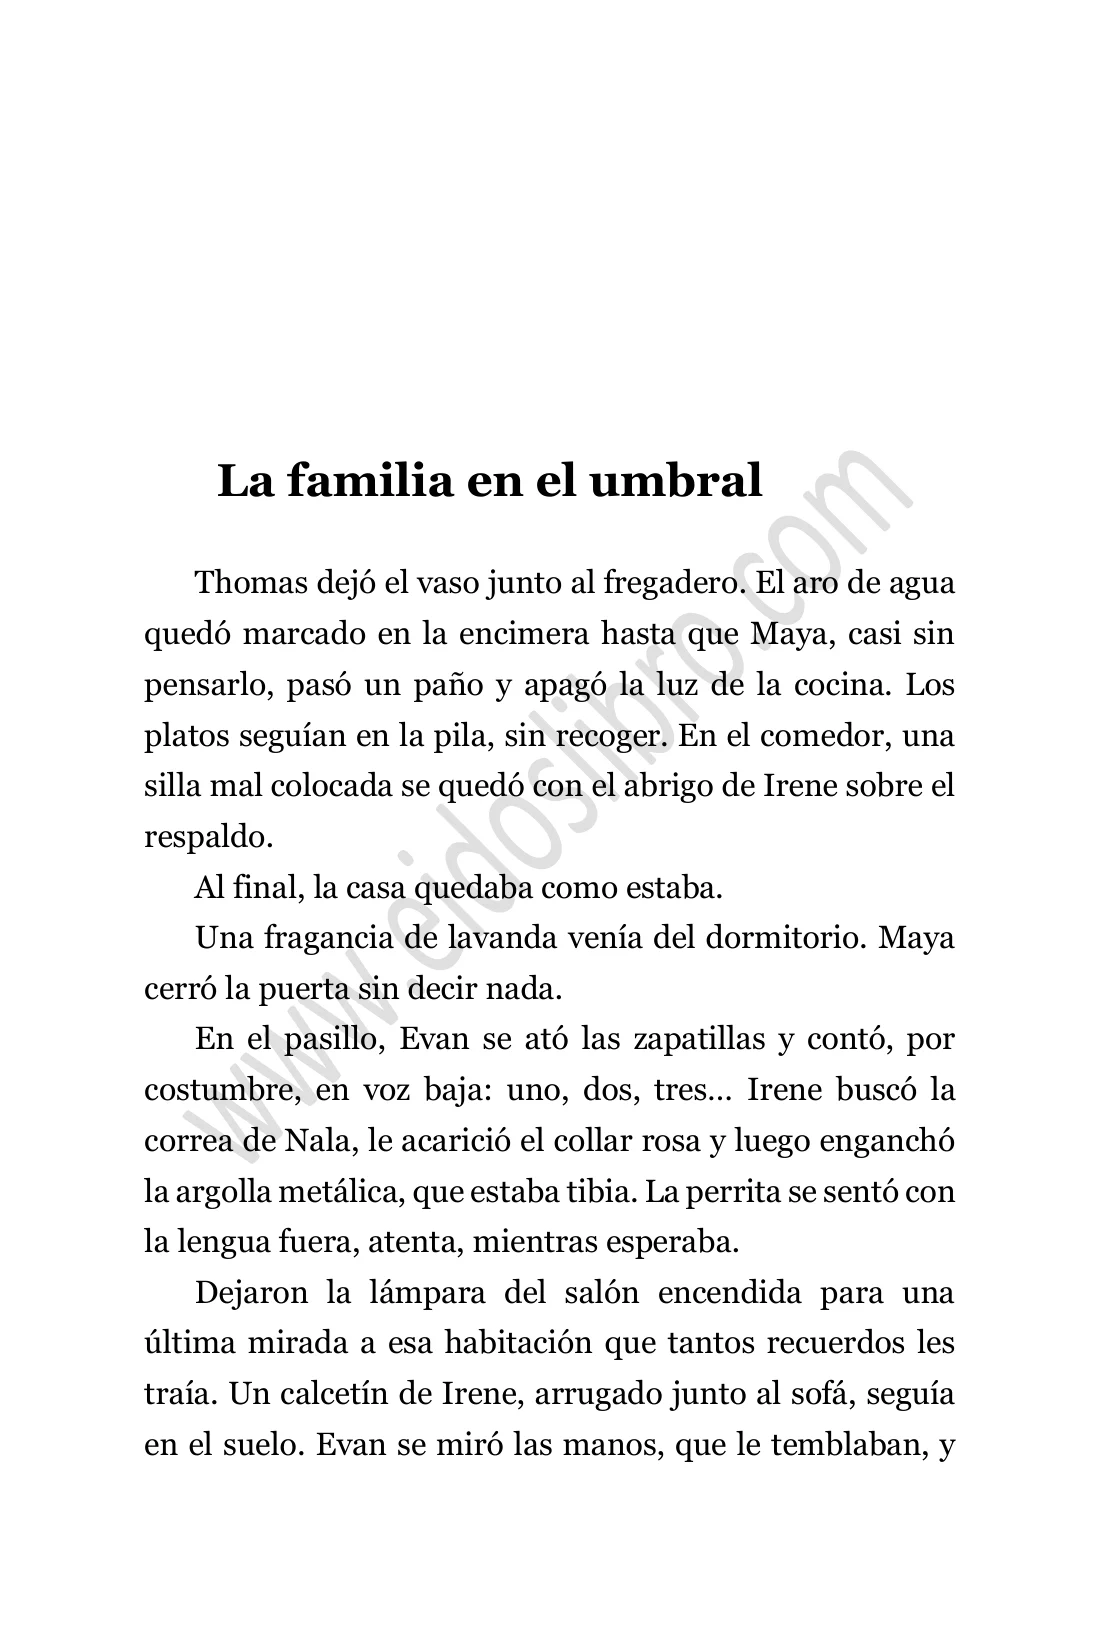 La familia en el umbral
Thomas dejó el vaso junto al fregadero. El aro de agua
quedó marcado en la encimera hasta que Maya, casi sin
pensarlo, pasó un paño y apagó la luz de la cocina. Los
platos seguían en la pila, sin recoger. En el comedor, una
silla mal colocada se quedó con el abrigo de Irene sobre el
respaldo.
Al final, la casa quedaba como estaba.
Una fragancia de lavanda venía del dormitorio. Maya
cerró la puerta sin decir nada.
En el pasillo, Evan se ató las zapatillas y contó, por
costumbre, en voz baja: uno, dos, tres... Irene buscó la
correa de Nala, le acarició el collar rosa y luego enganchó
la argolla metálica, que estaba tibia. La perrita se sentó con
la lengua fuera, atenta, mientras esperaba.
Dejaron la lámpara del salón encendida para una
última mirada a esa habitación que tantos recuerdos les
traía. Un calcetín de Irene, arrugado junto al sofá, seguía
en el suelo. Evan se miró las manos, que le temblaban, y
www.eidoslibro.com